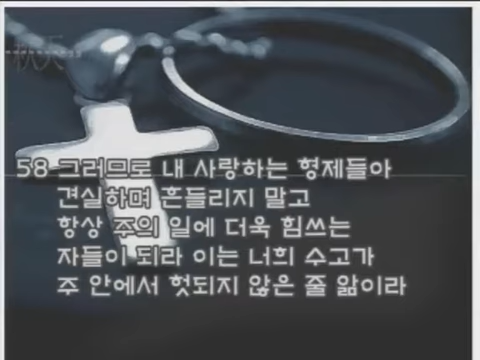 秋天
58 그러므로 내 사랑하는 형제들아
견실하며 흔들리지 말고
항상 주의 일에 더욱 힘쓰는
자들이 되라 이는 너희 수고가
주 안에서 헛되지 않은 줄 앎이라